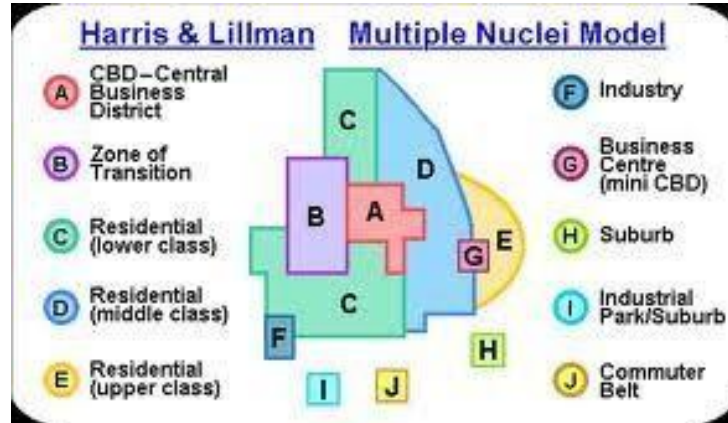 Harris & Lillman Multiple Nuclei Model
A CBD–Central
Business
District
B Zone of
Transition
C Residential
(lower class)
D Residential
(middle class)
E Residential
(upper class)
C
D
B
A
E
G
C
F
H
I
J
F Industry
G Business
Centre
(mini CBD)
H Suburb
I Industrial
Park/Suburb
J Commuter
Belt